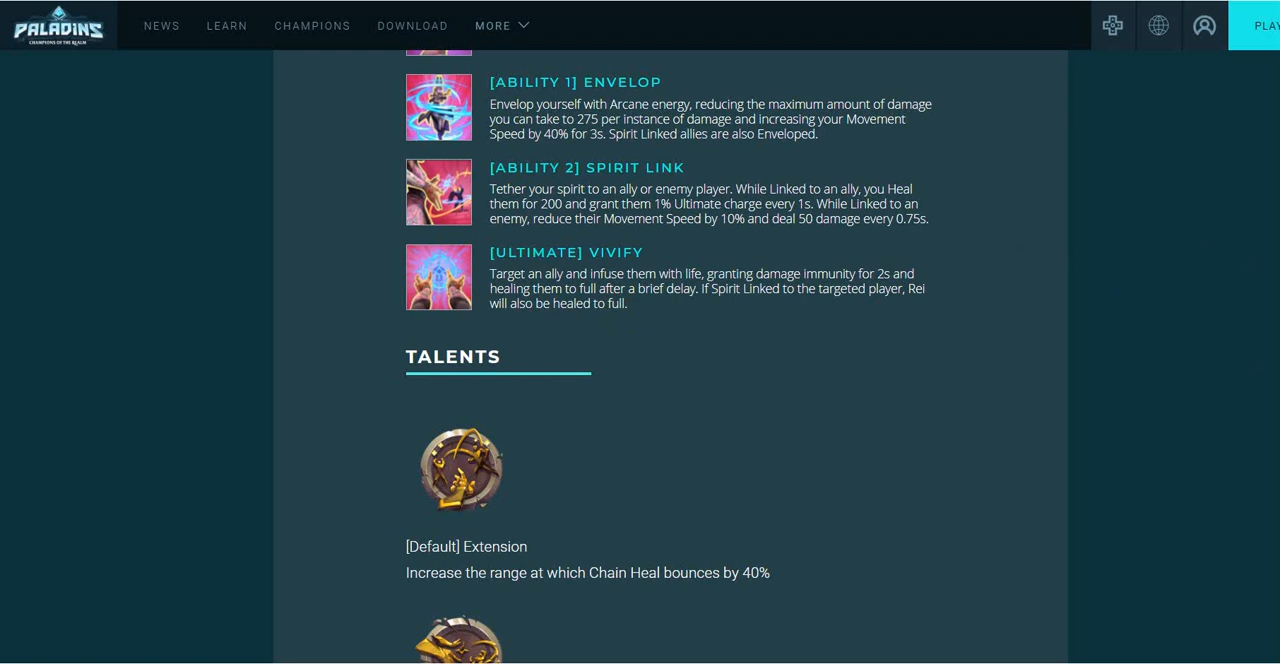 PALADINS
CHAMPIONS OF THE REALM
NEWS
LEARN
CHAMPIONS
DOWNLOAD
MORE
PLAY
[ABILITY 1] ENVELOP
Envelop yourself with Arcane energy, reducing the maximum amount of damage
you can take to 275 per instance of damage and increasing your Movement
Speed by 40% for 3s. Spirit Linked allies are also Enveloped.
[ABILITY 2] SPIRIT LINK
Tether your spirit to an ally or enemy player. While Linked to an ally, you Heal
them for 200 and grant them 1% Ultimate charge every 1s. While Linked to an
enemy, reduce their Movement Speed by 10% and deal 50 damage every 0.75s.
[ULTIMATE] VIVIFY
Target an ally and infuse them with life, granting damage immunity for 2s and
healing them to full after a brief delay. If Spirit Linked to the targeted player, Rei
will also be healed to full.
TALENTS
[Default] Extension
Increase the range at which Chain Heal bounces by 40%